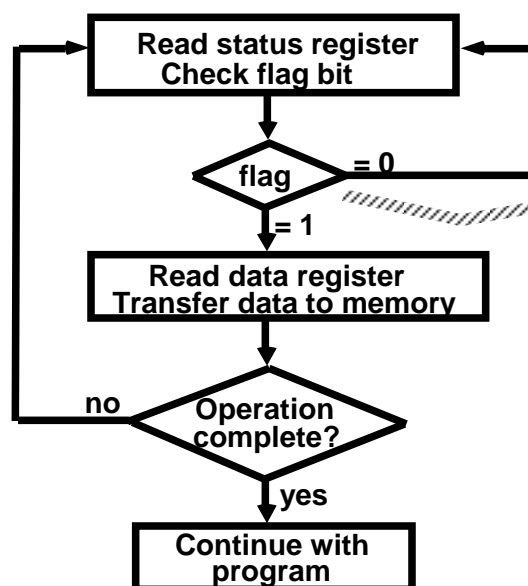 Read status register
Check flag bit
flag
= 0
= 1
Read data register
Transfer data to memory
no
Operation
complete?
yes
Continue with
program